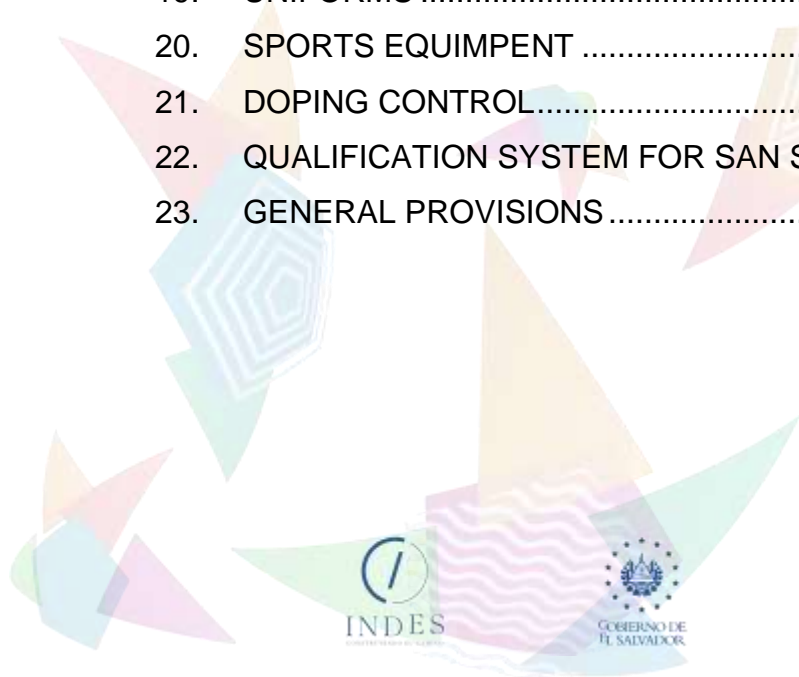 20. SPORTS EQUIMPENT ........................
21. DOPING CONTROL.............................
22. QUALIFICATION SYSTEM FOR SAN S
23. GENERAL PROVISIONS .....................
INDES
GOBIERNO DE
EL SALVADOR